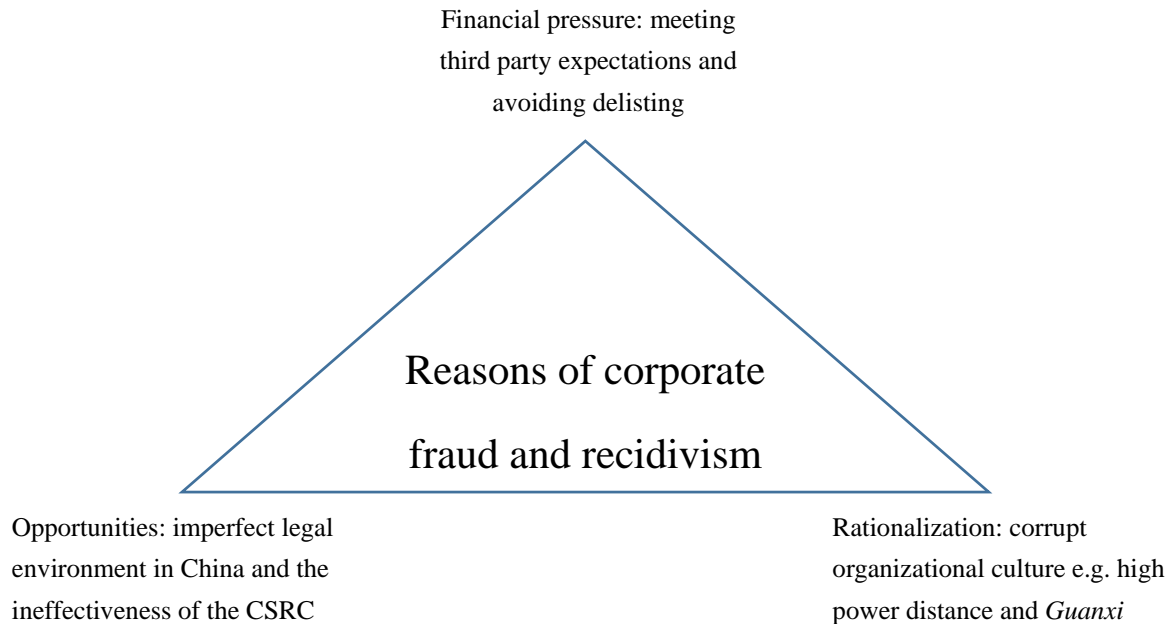 Financial pressure: meeting
third party expectations and
avoiding delisting
Reasons of corporate
fraud and recidivism
Opportunities: imperfect legal
environment in China and the
ineffectiveness of the CSRC
Rationalization: corrupt
organizational culture e.g. high
power distance and Guanxi